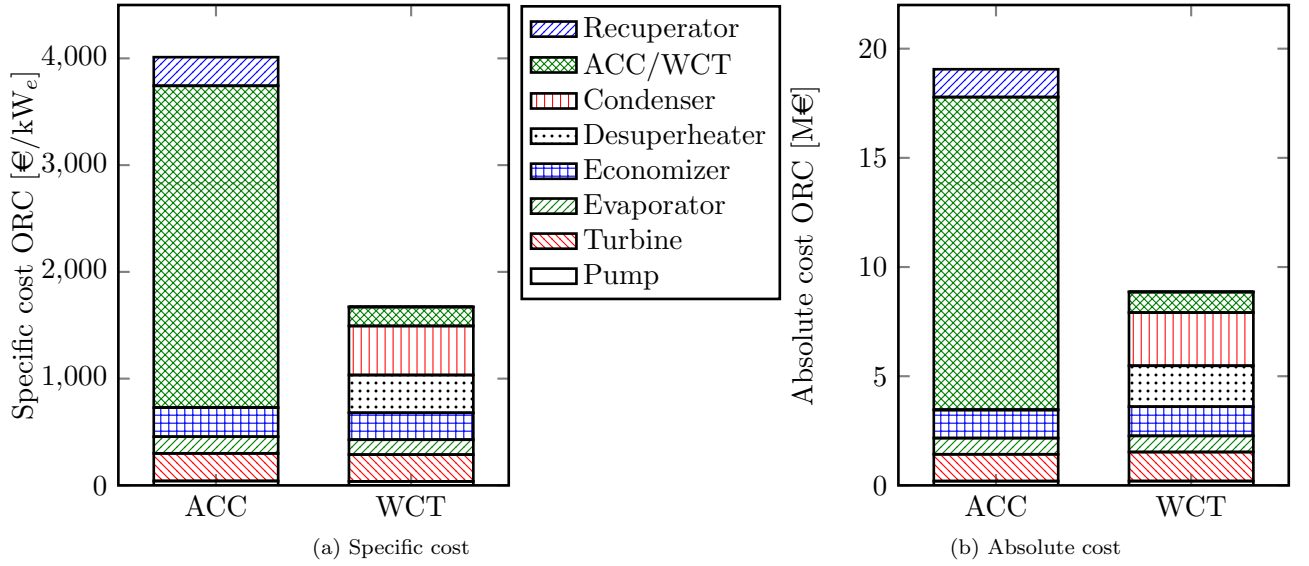 Specific cost ORC [€/kWₑ]
4,000
3,000
2,000
1,000
0
ACC
WCT
(a) Specific cost
Recuperator
ACC/WCT
Condenser
Desuperheater
Economizer
Evaporator
Turbine
Pump
Absolute cost ORC [M€]
20
15
10
5
0
ACC
WCT
(b) Absolute cost